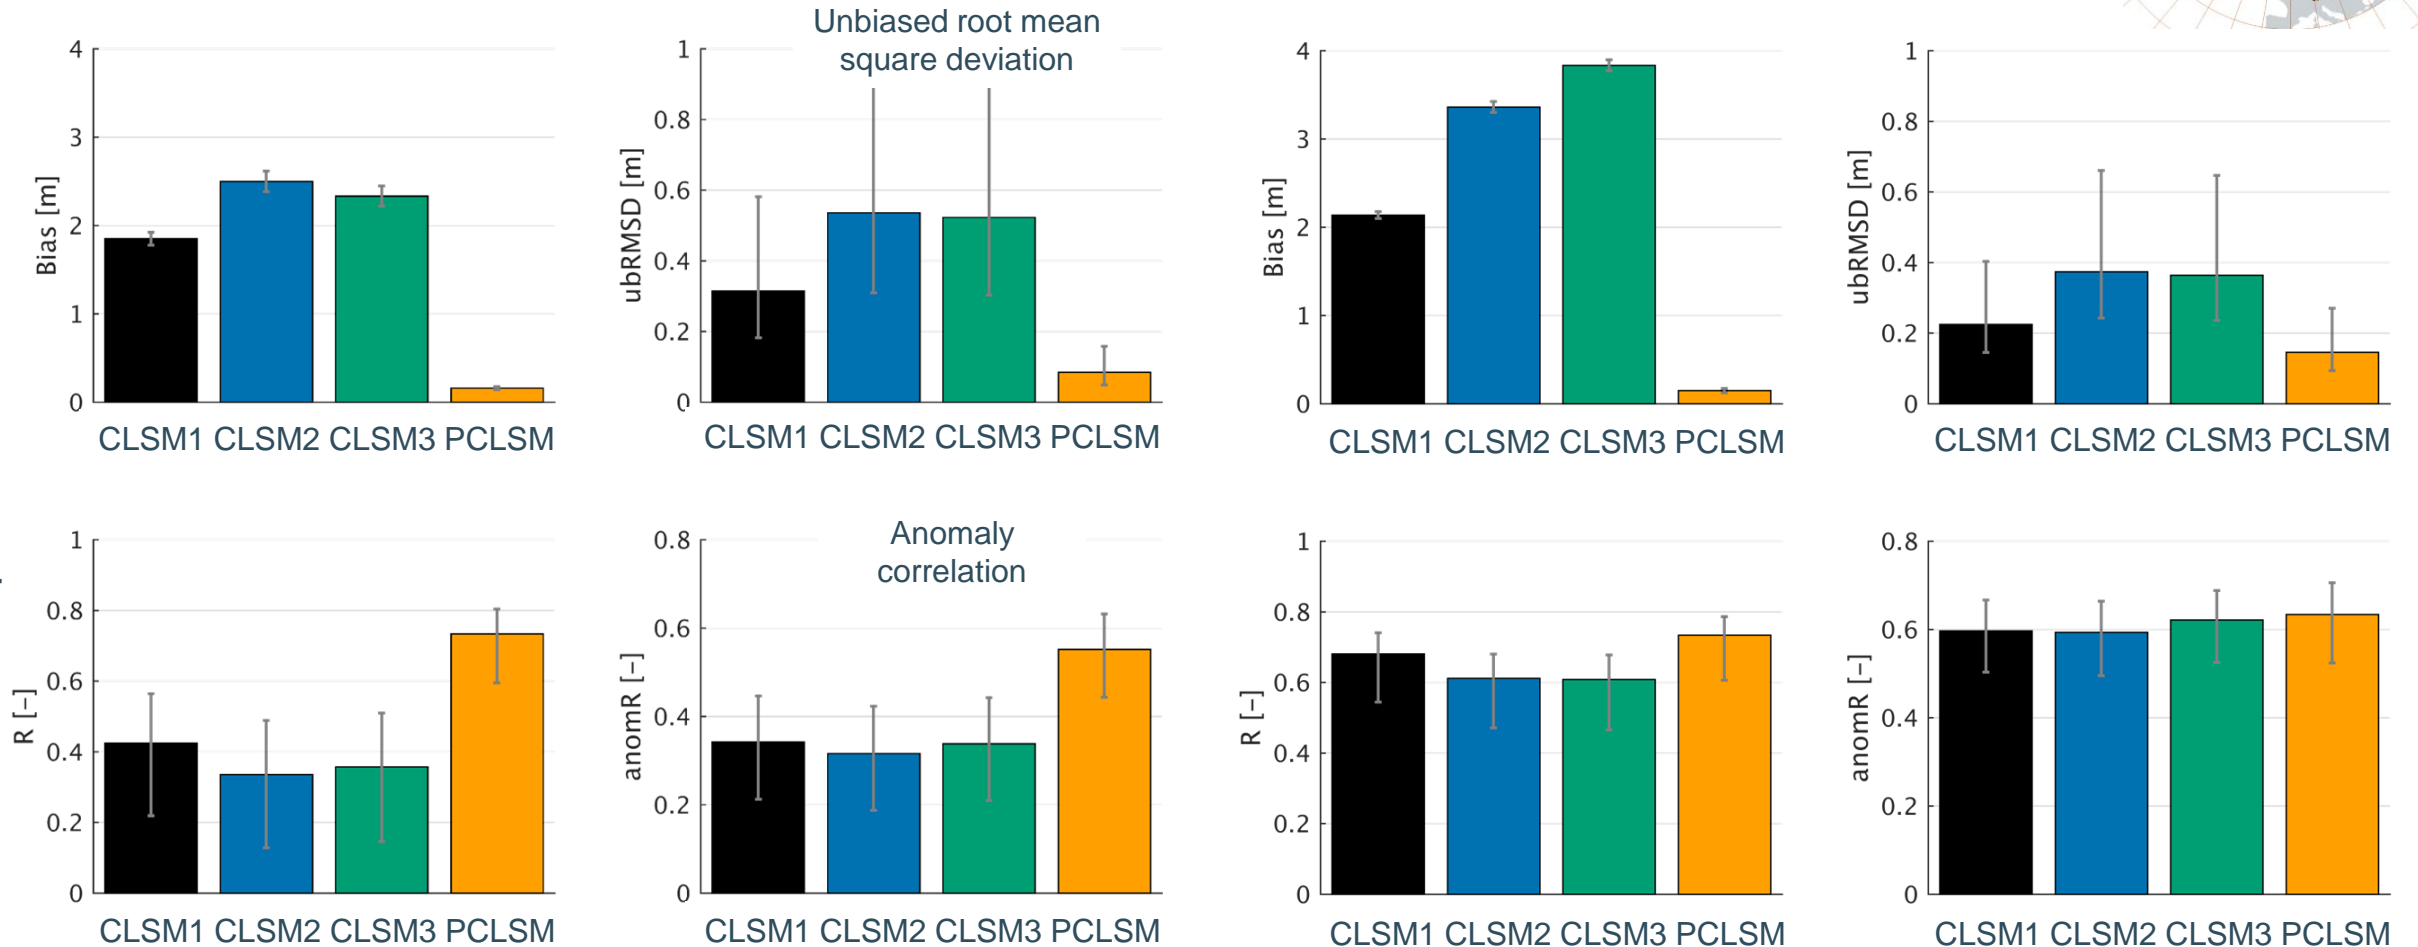 Unbiased root mean
square deviation
4
3
2
1
0
Bias [m]
CLSM1 CLSM2 CLSM3 PCLSM
1
0.8
0.6
0.4
0.2
0
ubRMSD [m]
CLSM1 CLSM2 CLSM3 PCLSM
4
3
2
1
0
Bias [m]
CLSM1 CLSM2 CLSM3 PCLSM
1
0.8
0.6
0.4
0.2
0
ubRMSD [m]
CLSM1 CLSM2 CLSM3 PCLSM
1
0.8
0.6
0.4
0.2
0
R [−]
CLSM1 CLSM2 CLSM3 PCLSM
Anomaly
correlation
0.8
0.6
0.4
0.2
0
anomR [−]
CLSM1 CLSM2 CLSM3 PCLSM
1
0.8
0.6
0.4
0.2
0
R [−]
CLSM1 CLSM2 CLSM3 PCLSM
0.8
0.6
0.4
0.2
0
anomR [−]
CLSM1 CLSM2 CLSM3 PCLSM